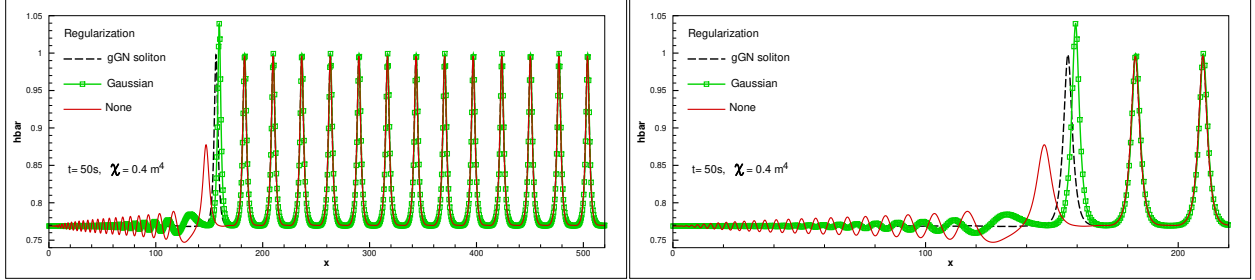 1.05
1
0.95
0.9
0.85
0.8
0.75
hbar
Regularization
gGN soliton
Gaussian
None
t= 50s, χ = 0.4 m⁴
0
100
200
300
400
500
x
1.05
1
0.95
0.9
0.85
0.8
0.75
hbar
Regularization
gGN soliton
Gaussian
None
t= 50s, χ = 0.4 m⁴
100
200
x